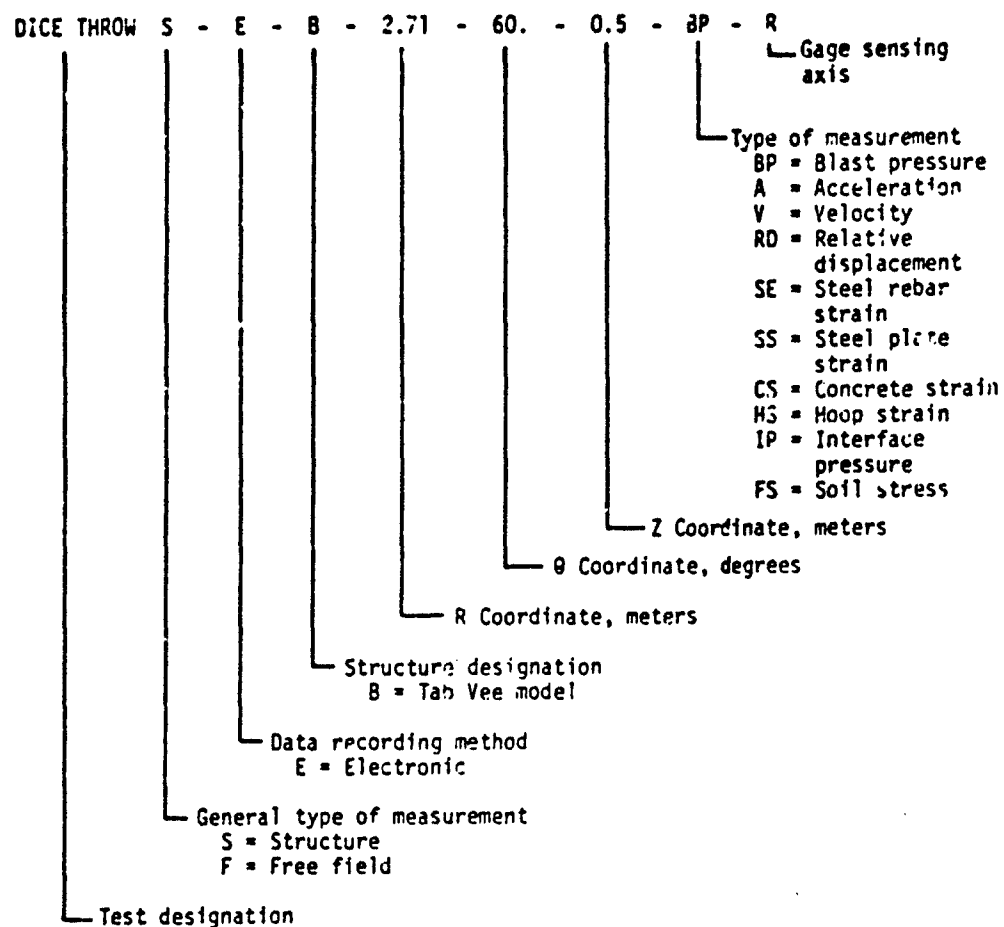 DICE THROW S - E - B - 2.71 - 60. - 0.5 - BP - R
Gage sensing
axis
Type of measurement
BP = Blast pressure
A = Acceleration
V = Velocity
RD = Relative
displacement
SE = Steel rebar
strain
SS = Steel plate
strain
CS = Concrete strain
HS = Hoop strain
IP = Interface
pressure
FS = Soil stress
Z Coordinate, meters
θ Coordinate, degrees
R Coordinate, meters
Structure designation
B = Tab Vee model
Data recording method
E = Electronic
General type of measurement
S = Structure
F = Free field
Test designation